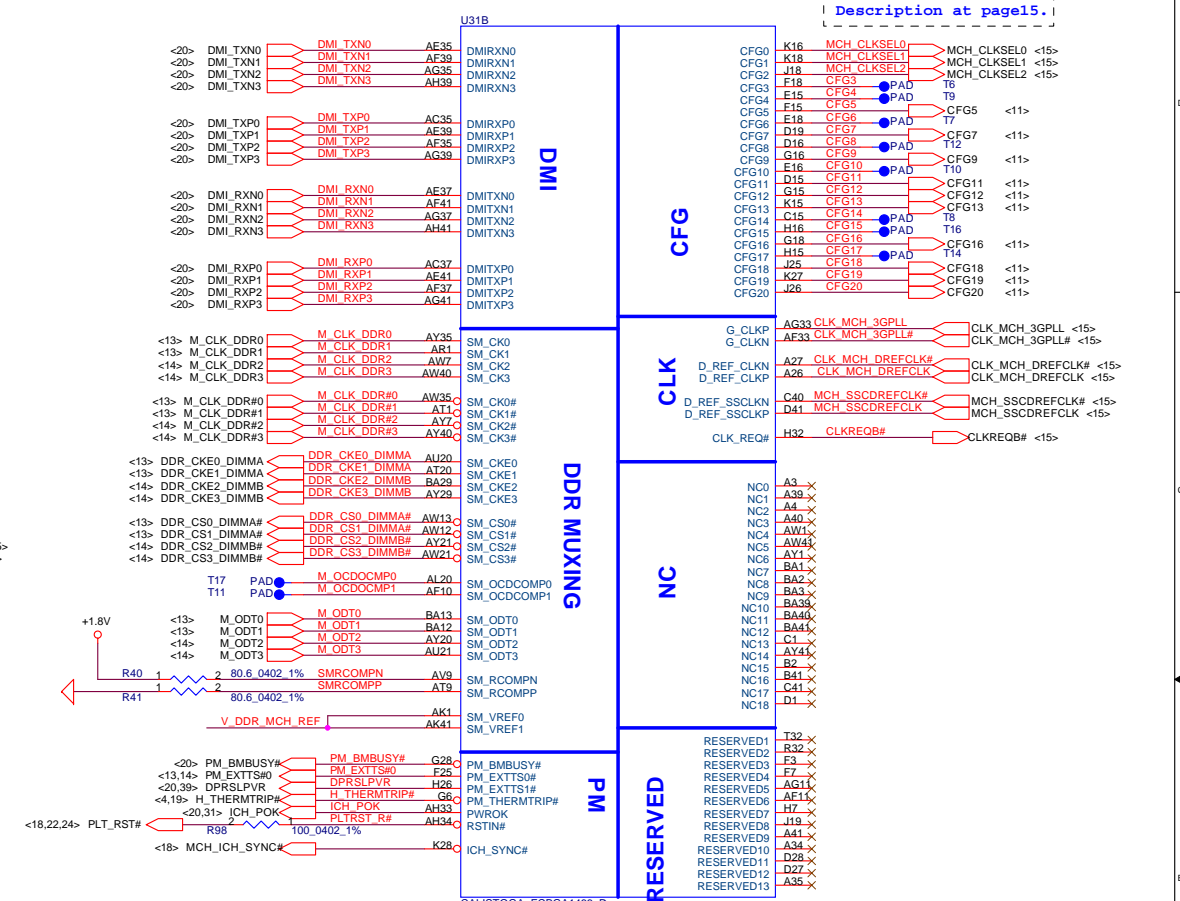 Description at page15.
U31B
<20> DMI_TXN0 DMI_TXN0 AE35 DMIRXN0
<20> DMI_TXN1 DMI_TXN1 AF39 DMIRXN1
<20> DMI_TXN2 DMI_TXN2 AG35 DMIRXN2
<20> DMI_TXN3 DMI_TXN3 AH39 DMIRXN3
<20> DMI_TXP0 DMI_TXP0 AC35 DMIRXP0
<20> DMI_TXP1 DMI_TXP1 AE39 DMIRXP1
<20> DMI_TXP2 DMI_TXP2 AF35 DMIRXP2
<20> DMI_TXP3 DMI_TXP3 AG39 DMIRXP3
<20> DMI_RXN0 DMI_RXN0 AE37 DMITXN0
<20> DMI_RXN1 DMI_RXN1 AF41 DMITXN1
<20> DMI_RXN2 DMI_RXN2 AG37 DMITXN2
<20> DMI_RXN3 DMI_RXN3 AH41 DMITXN3
<20> DMI_RXP0 DMI_RXP0 AC37 DMITXP0
<20> DMI_RXP1 DMI_RXP1 AE41 DMITXP1
<20> DMI_RXP2 DMI_RXP2 AF37 DMITXP2
<20> DMI_RXP3 DMI_RXP3 AG41 DMITXP3
DMI
<13> M_CLK_DDR0 M_CLK_DDR0 AY35 SM_CK0
<13> M_CLK_DDR1 M_CLK_DDR1 AR1 SM_CK1
<14> M_CLK_DDR2 M_CLK_DDR2 AW7 SM_CK2
<14> M_CLK_DDR3 M_CLK_DDR3 AW40 SM_CK3
<13> M_CLK_DDR#0 M_CLK_DDR#0 AW35 SM_CK0#
<13> M_CLK_DDR#1 M_CLK_DDR#1 AT1 SM_CK1#
<14> M_CLK_DDR#2 M_CLK_DDR#2 AY7 SM_CK2#
<14> M_CLK_DDR#3 M_CLK_DDR#3 AY40 SM_CK3#
<13> DDR_CKE0_DIMMA DDR_CKE0_DIMMA AU20 SM_CKE0
<13> DDR_CKE1_DIMMA DDR_CKE1_DIMMA AT20 SM_CKE1
<14> DDR_CKE2_DIMMB DDR_CKE2_DIMMB BA29 SM_CKE2
<14> DDR_CKE3_DIMMB DDR_CKE3_DIMMB AY29 SM_CKE3
<13> DDR_CS0_DIMMA# DDR_CS0_DIMMA# AW13 SM_CS0#
<13> DDR_CS1_DIMMA# DDR_CS1_DIMMA# AW12 SM_CS1#
<14> DDR_CS2_DIMMB# DDR_CS2_DIMMB# AY21 SM_CS2#
<14> DDR_CS3_DIMMB# DDR_CS3_DIMMB# AW21 SM_CS3#
T17 PAD M_OCDOCMP0 AL20 SM_OCDCOMP0
T11 PAD M_OCDOCMP1 AF10 SM_OCDCOMP1
<13> M_ODT0 M_ODT0 BA13 SM_ODT0
<13> M_ODT1 M_ODT1 BA12 SM_ODT1
<14> M_ODT2 M_ODT2 AY20 SM_ODT2
<14> M_ODT3 M_ODT3 AU21 SM_ODT3
+1.8V
R40 1 2 80.6_0402_1% SMRCOMPN AV9 SM_RCOMPN
R41 1 2 80.6_0402_1% SMRCOMPP AT9 SM_RCOMPP
AK1 SM_VREF0
V_DDR_MCH_REF AK41 SM_VREF1
DDR MUXING
<20> PM_BMBUSY# PM_BMBUSY# G28 PM_BMBUSY#
<13,14> PM_EXTTS#0 PM_EXTTS#0 F25 PM_EXTTS0#
<20,39> DPRSLPVR DPRSLPVR H26 PM_EXTTS1#
<4,19> H_THERMTRIP# H_THERMTRIP# G6 PM_THERMTRIP#
<20,31> ICH_POK ICH_POK AH33 PWROK
<18,22,24> PLT_RST# R98 2 1 100_0402_1% PLTRST_R# AH34 RSTIN#
<18> MCH_ICH_SYNC# K28 ICH_SYNC#
PM
CFG
CFG0 K16 MCH_CLKSEL0 MCH_CLKSEL0 <15>
CFG1 K18 MCH_CLKSEL1 MCH_CLKSEL1 <15>
CFG2 J18 MCH_CLKSEL2 MCH_CLKSEL2 <15>
CFG3 F18 CFG3 PAD T6
CFG4 E15 CFG4 PAD T9
CFG5 F15 CFG5 CFG5 <11>
CFG6 E18 CFG6 PAD T7
CFG7 D19 CFG7 CFG7 <11>
CFG8 D16 CFG8 PAD T12
CFG9 G16 CFG9 CFG9 <11>
CFG10 E16 CFG10 PAD T10
CFG11 D15 CFG11 CFG11 <11>
CFG12 G15 CFG12 CFG12 <11>
CFG13 K15 CFG13 CFG13 <11>
CFG14 C15 CFG14 PAD T8
CFG15 H16 CFG15 PAD T16
CFG16 G18 CFG16 CFG16 <11>
CFG17 H15 CFG17 PAD T14
CFG18 J25 CFG18 CFG18 <11>
CFG19 K27 CFG19 CFG19 <11>
CFG20 J26 CFG20 CFG20 <11>
CLK
G_CLKP AG33 CLK_MCH_3GPLL CLK_MCH_3GPLL <15>
G_CLKN AF33 CLK_MCH_3GPLL# CLK_MCH_3GPLL# <15>
D_REF_CLKN A27 CLK_MCH_DREFCLK# CLK_MCH_DREFCLK# <15>
D_REF_CLKP A26 CLK_MCH_DREFCLK CLK_MCH_DREFCLK <15>
D_REF_SSCLKN C40 MCH_SSCDREFCLK# MCH_SSCDREFCLK# <15>
D_REF_SSCLKP D41 MCH_SSCDREFCLK MCH_SSCDREFCLK <15>
CLK_REQ# H32 CLKREQB# CLKREQB# <15>
NC
NC0 A3
NC1 A39
NC2 A4
NC3 A40
NC4 AW1
NC5 AW41
NC6 AY1
NC7 BA1
NC8 BA2
NC9 BA3
NC10 BA39
NC11 BA40
NC12 BA41
NC13 C1
NC14 AY41
NC15 B2
NC16 B41
NC17 C41
NC18 D1
RESERVED
RESERVED1 T32
RESERVED2 R32
RESERVED3 F3
RESERVED4 F7
RESERVED5 AG11
RESERVED6 AF11
RESERVED7 H7
RESERVED8 J19
RESERVED9 A41
RESERVED10 A34
RESERVED11 D28
RESERVED12 D27
RESERVED13 A35